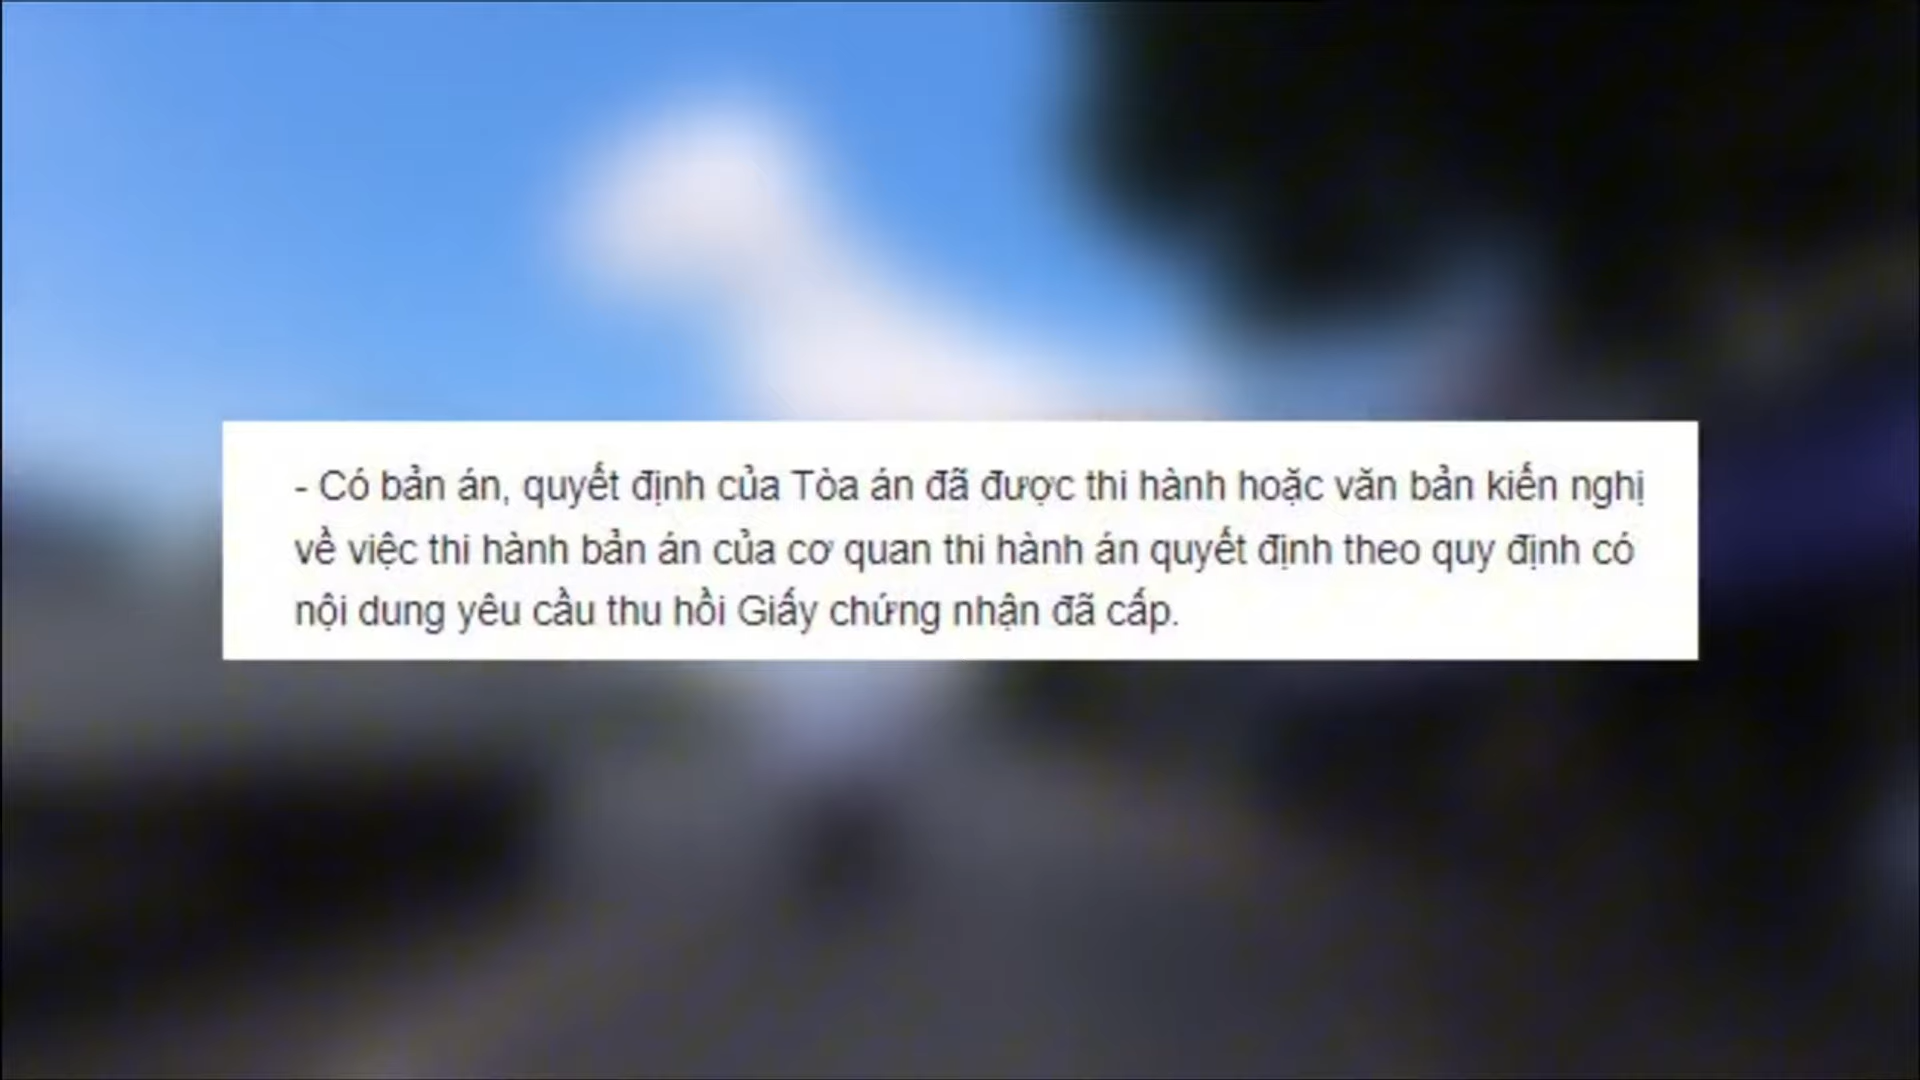 - Có bản án, quyết định của Tòa án đã được thi hành hoặc văn bản kiến nghị
về việc thi hành bản án của cơ quan thi hành án quyết định theo quy định có
nội dung yêu cầu thu hồi Giấy chứng nhận đã cấp.